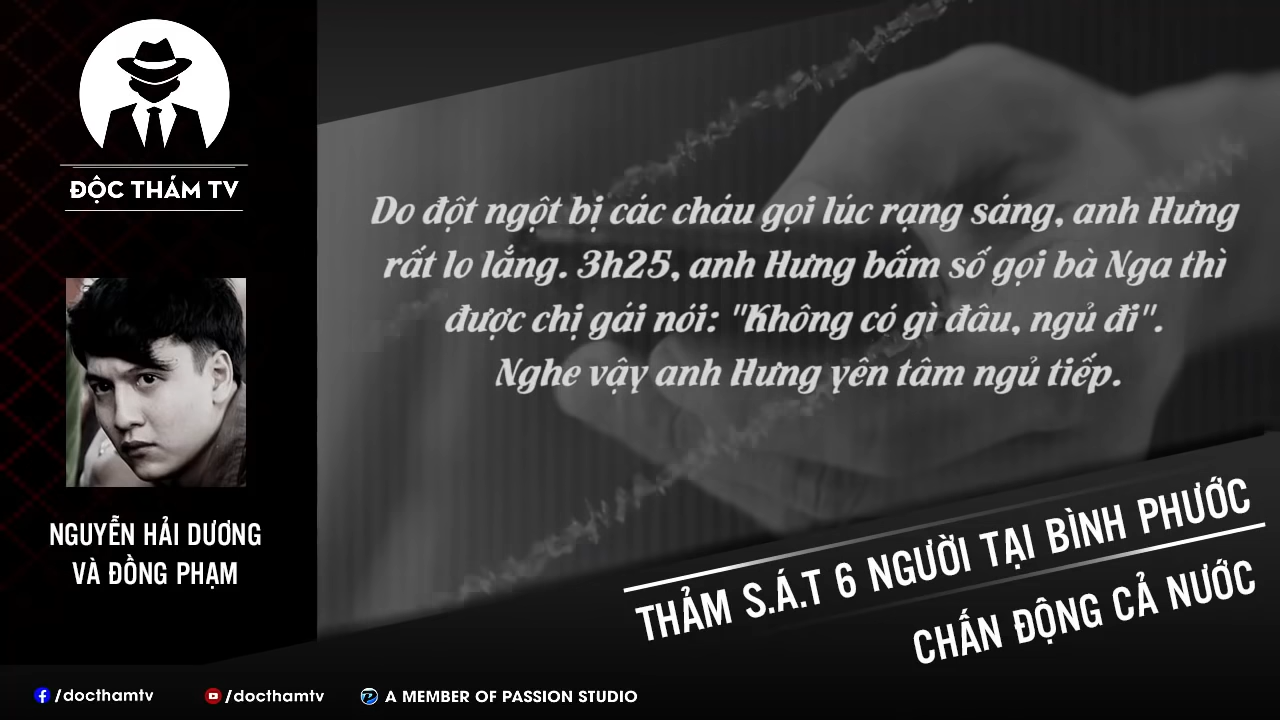 ĐỘC THÁM TV
NGUYỄN HẢI DƯƠNG
VÀ ĐỒNG PHẠM
Do đột ngột bị các cháu gọi lúc rạng sáng, anh Hưng
rất lo lắng. 3h25, anh Hưng bấm số gọi bà Nga thì
được chị gái nói: "Không có gì đâu, ngủ đi".
Nghe vậy anh Hưng yên tâm ngủ tiếp.
THẢM S.Á.T 6 NGƯỜI TẠI BÌNH PHƯỚC
CHẤN ĐỘNG CẢ NƯỚC
/docthamtv
/docthamtv
A MEMBER OF PASSION STUDIO